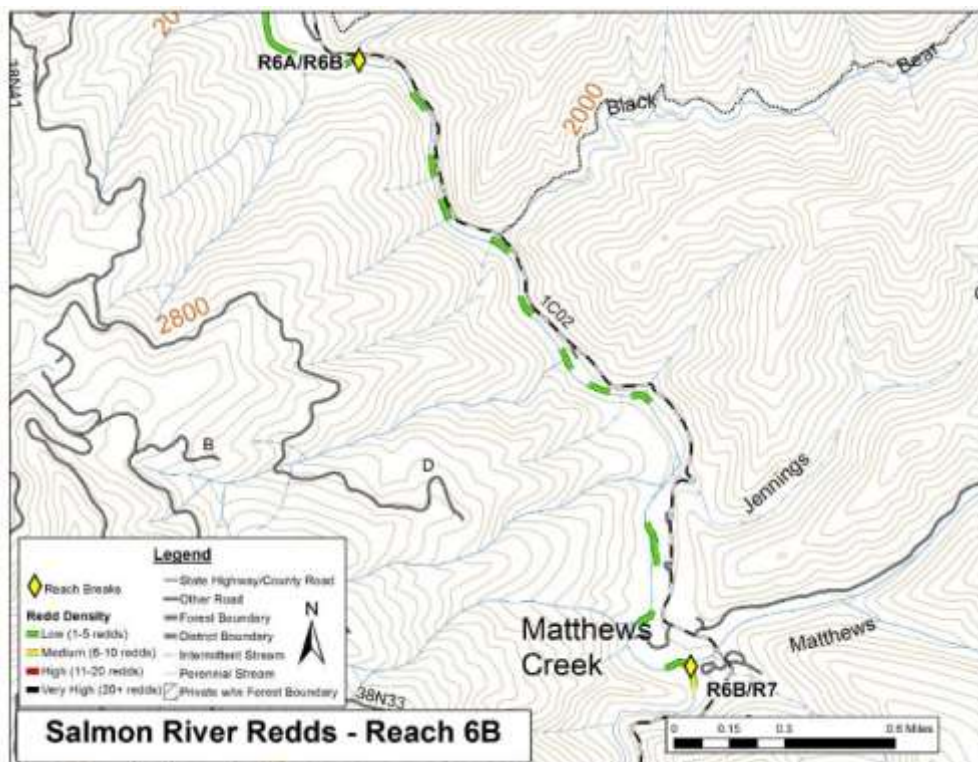 R6A/R6B
18N41
2000
Black
Bear
2800
1C02
B
D
Jennings
Matthews
Creek
Matthews
R6B/R7
38N33
Legend
Reach Breaks
Redd Density
Low (1-5 redds)
Medium (6-10 redds)
High (11-20 redds)
Very High (20+ redds)
State Highway/County Road
Other Road
Forest Boundary
District Boundary
Intermittent Stream
Perennial Stream
Private w/in Forest Boundary
N
0 0.15 0.3 0.6 Miles
Salmon River Redds - Reach 6B